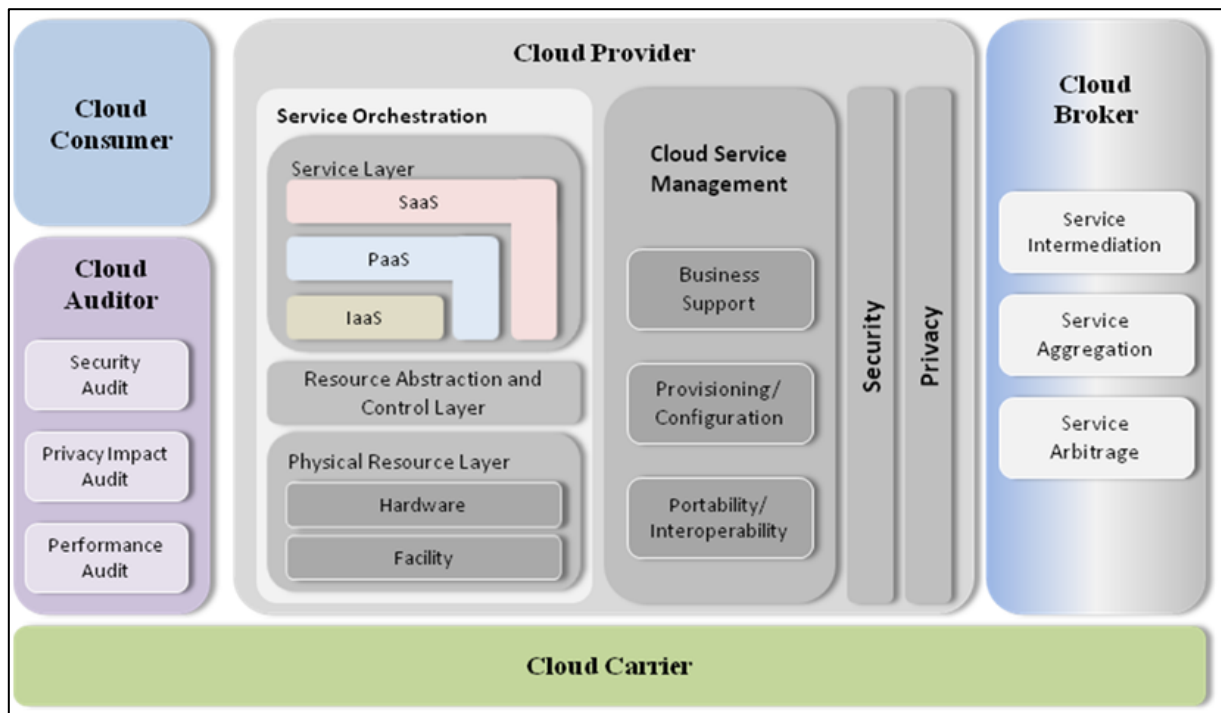 Cloud
Consumer
Cloud
Auditor
Security
Audit
Privacy Impact
Audit
Performance
Audit
Cloud Provider
Service Orchestration
Service Layer
SaaS
PaaS
IaaS
Resource Abstraction and
Control Layer
Physical Resource Layer
Hardware
Facility
Cloud Service
Management
Business
Support
Provisioning/
Configuration
Portability/
Interoperability
Security
Privacy
Cloud
Broker
Service
Intermediation
Service
Aggregation
Service
Arbitrage
Cloud Carrier